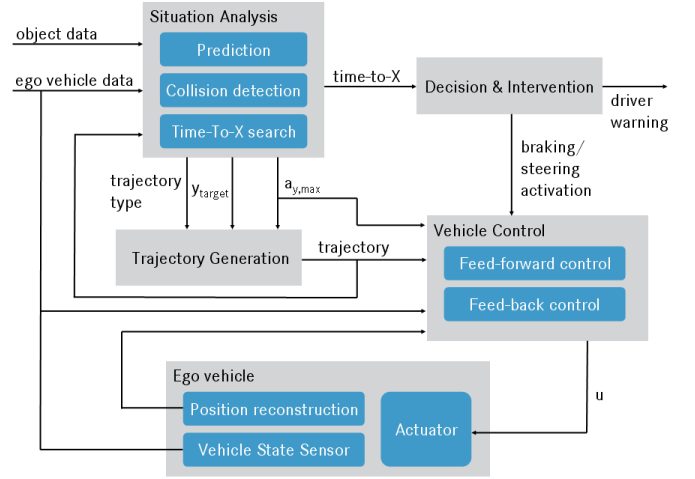 Situation Analysis
object data
Prediction
ego vehicle data
Collision detection
time-to-X
Decision & Intervention
driver
warning
Time-To-X search
braking/
steering
activation
trajectory
type
y_target
a_y,max
Vehicle Control
Trajectory Generation
trajectory
Feed-forward control
Feed-back control
Ego vehicle
Position reconstruction
Actuator
u
Vehicle State Sensor